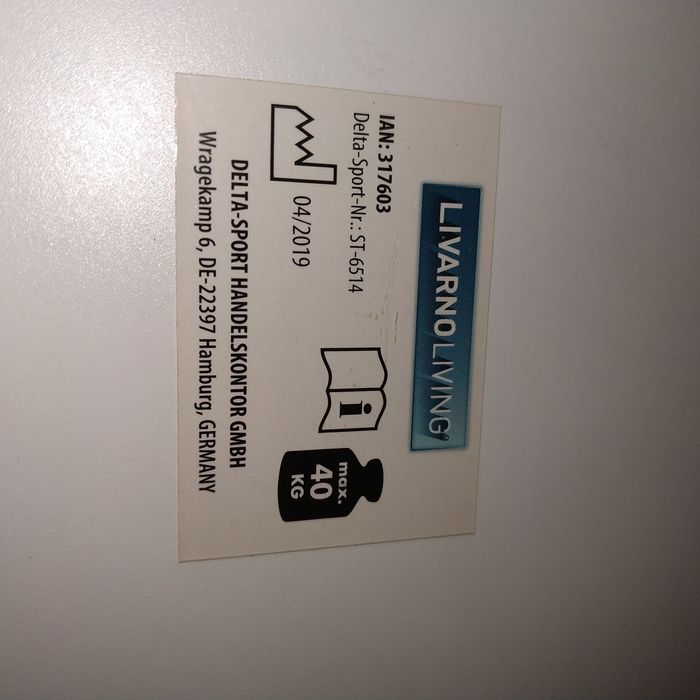 LIVARNO LIVING®
IAN: 317603
Delta-Sport-Nr.: ST-6514
04/2019
i
max.
40
KG
DELTA-SPORT HANDELSKONTOR GMBH
Wragekamp 6, DE-22397 Hamburg, GERMANY